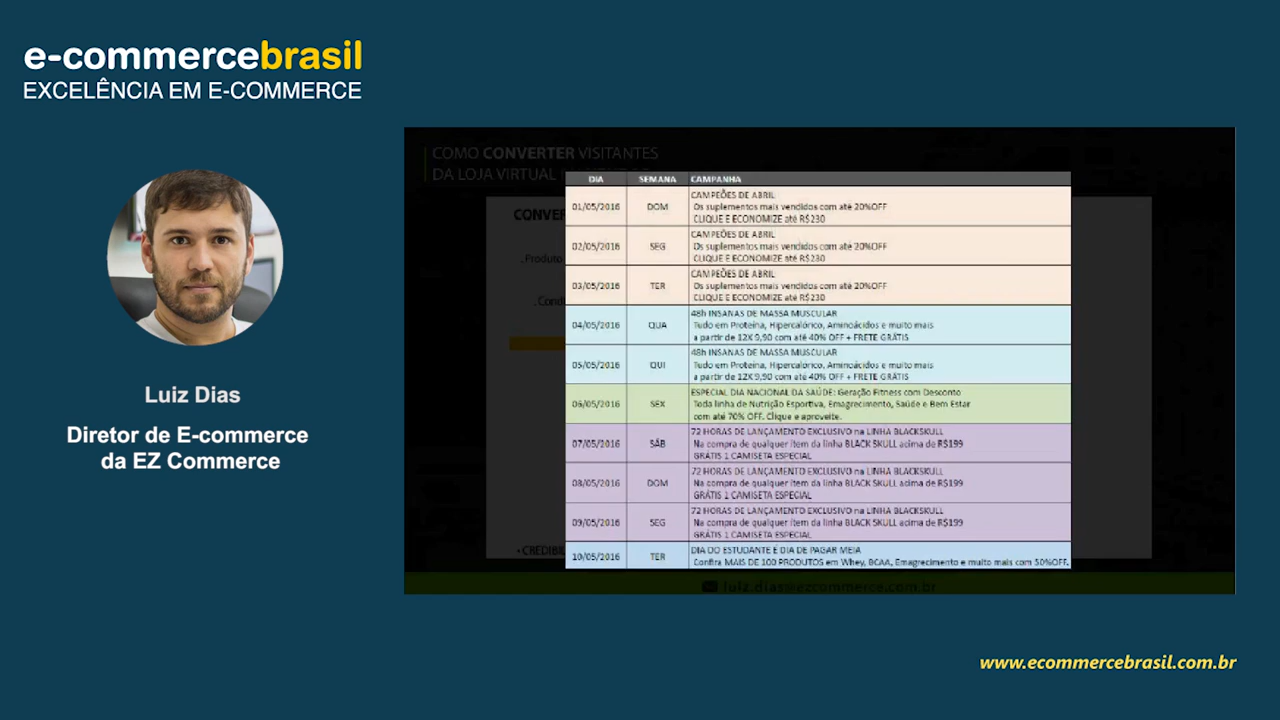 e-commercebrasil
EXCELÊNCIA EM E-COMMERCE
Luiz Dias
Diretor de E-commerce
da EZ Commerce
COMO CONVERTER VISITANTES
DA LOJA VIRTUAL
DIA SEMANA CAMPANHA
01/05/2016 DOM CAMPEÕES DE ABRIL
Os suplementos mais vendidos com até 20%OFF
CLIQUE E ECONOMIZE até R$230
02/05/2016 SEG CAMPEÕES DE ABRIL
Os suplementos mais vendidos com até 20%OFF
CLIQUE E ECONOMIZE até R$230
03/05/2016 TER CAMPEÕES DE ABRIL
Os suplementos mais vendidos com até 20%OFF
CLIQUE E ECONOMIZE até R$230
04/05/2016 QUA 48h INSANAS DE MASSA MUSCULAR
Tudo em Proteína, Hipercalórico, Aminoácidos e muito mais
a partir de 12X 9,90 com até 40% OFF + FRETE GRÁTIS
05/05/2016 QUI 48h INSANAS DE MASSA MUSCULAR
Tudo em Proteína, Hipercalórico, Aminoácidos e muito mais
a partir de 12X 9,90 com até 40% OFF + FRETE GRÁTIS
06/05/2016 SEX ESPECIAL DIA NACIONAL DA SAÚDE: Geração Fitness com Desconto
Toda linha de Nutrição Esportiva, Emagrecimento, Saúde e Bem Estar
com até 70% OFF. Clique e aproveite.
07/05/2016 SÁB 72 HORAS DE LANÇAMENTO EXCLUSIVO na LINHA BLACKSKULL
Na compra de qualquer ítem da linha BLACK SKULL acima de R$199
GRÁTIS 1 CAMISETA ESPECIAL
08/05/2016 DOM 72 HORAS DE LANÇAMENTO EXCLUSIVO na LINHA BLACKSKULL
Na compra de qualquer ítem da linha BLACK SKULL acima de R$199
GRÁTIS 1 CAMISETA ESPECIAL
09/05/2016 SEG 72 HORAS DE LANÇAMENTO EXCLUSIVO na LINHA BLACKSKULL
Na compra de qualquer ítem da linha BLACK SKULL acima de R$199
GRÁTIS 1 CAMISETA ESPECIAL
10/05/2016 TER DIA DO ESTUDANTE É DIA DE PAGAR MEIA
Confira MAIS DE 100 PRODUTOS em Whey, BCAA, Emagrecimento e muito mais com 50%OFF.
luiz.dias@ezcommerce.com.br
www.ecommercebrasil.com.br